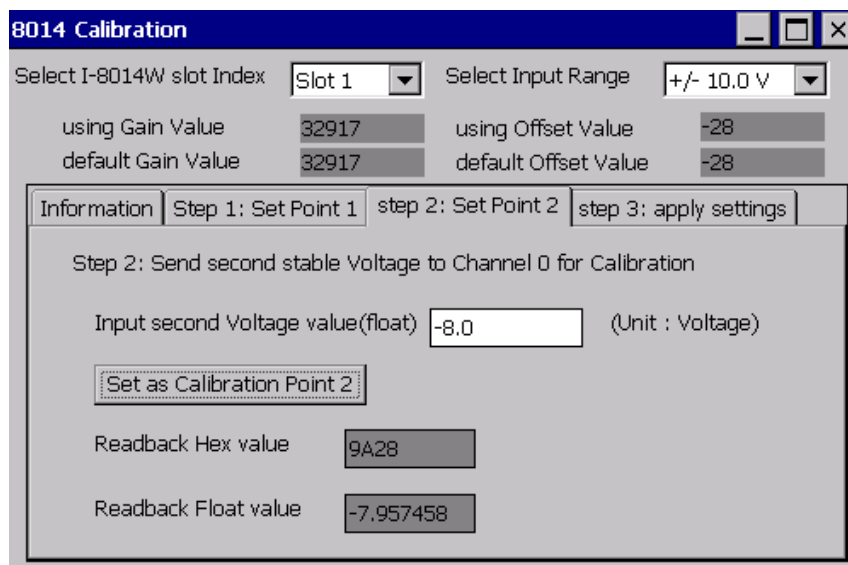 8014 Calibration
Select I-8014W slot Index Slot 1 Select Input Range +/- 10.0 V
using Gain Value 32917 using Offset Value -28
default Gain Value 32917 default Offset Value -28
Information Step 1: Set Point 1 step 2: Set Point 2 step 3: apply settings
Step 2: Send second stable Voltage to Channel 0 for Calibration
Input second Voltage value(float) -8.0 (Unit : Voltage)
Set as Calibration Point 2
Readback Hex value 9A28
Readback Float value -7.957458